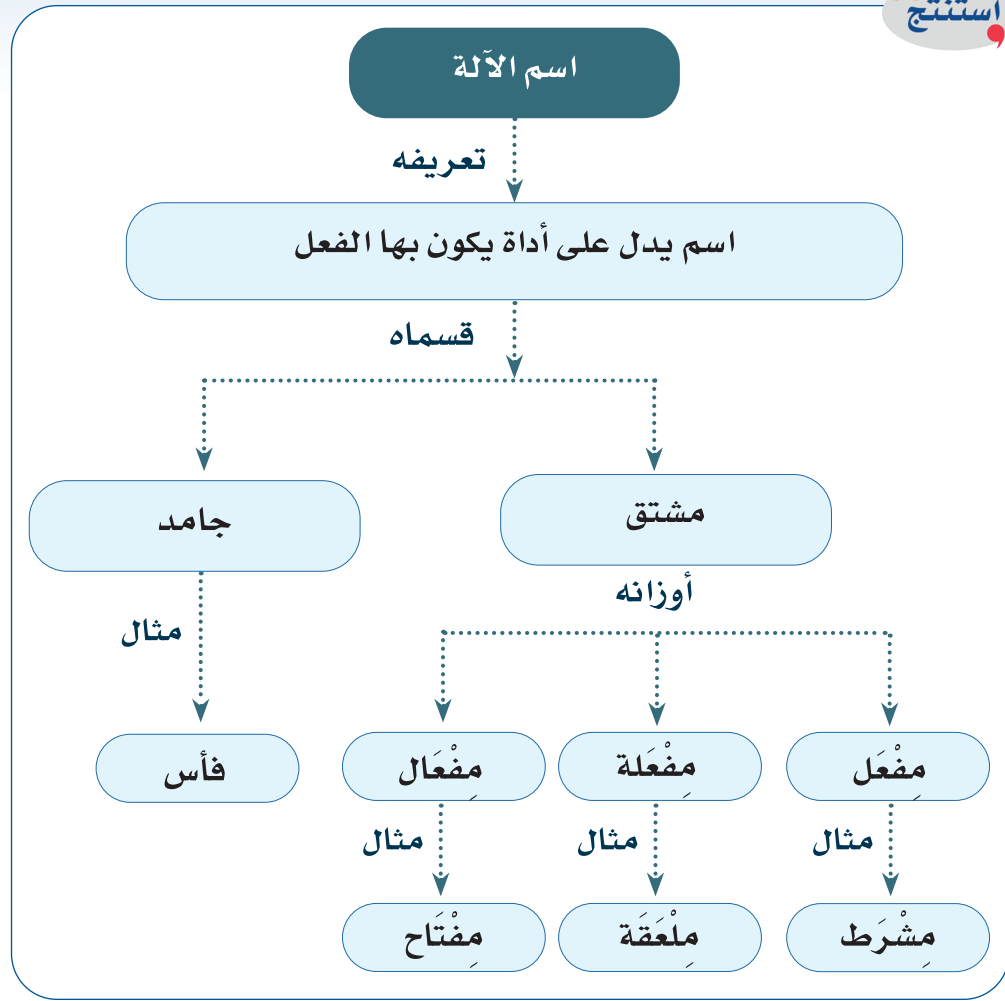 استنتج
اسم الآلة
تعريفه
اسم يدل على أداة يكون بها الفعل
قسماه
مشتق
جامد
أوزانه
مثال
مِفْعَل
مِفْعَلة
مِفْعَال
فأس
مثال
مثال
مثال
مِشْرَط
مِلْعَقَة
مِفْتَاح